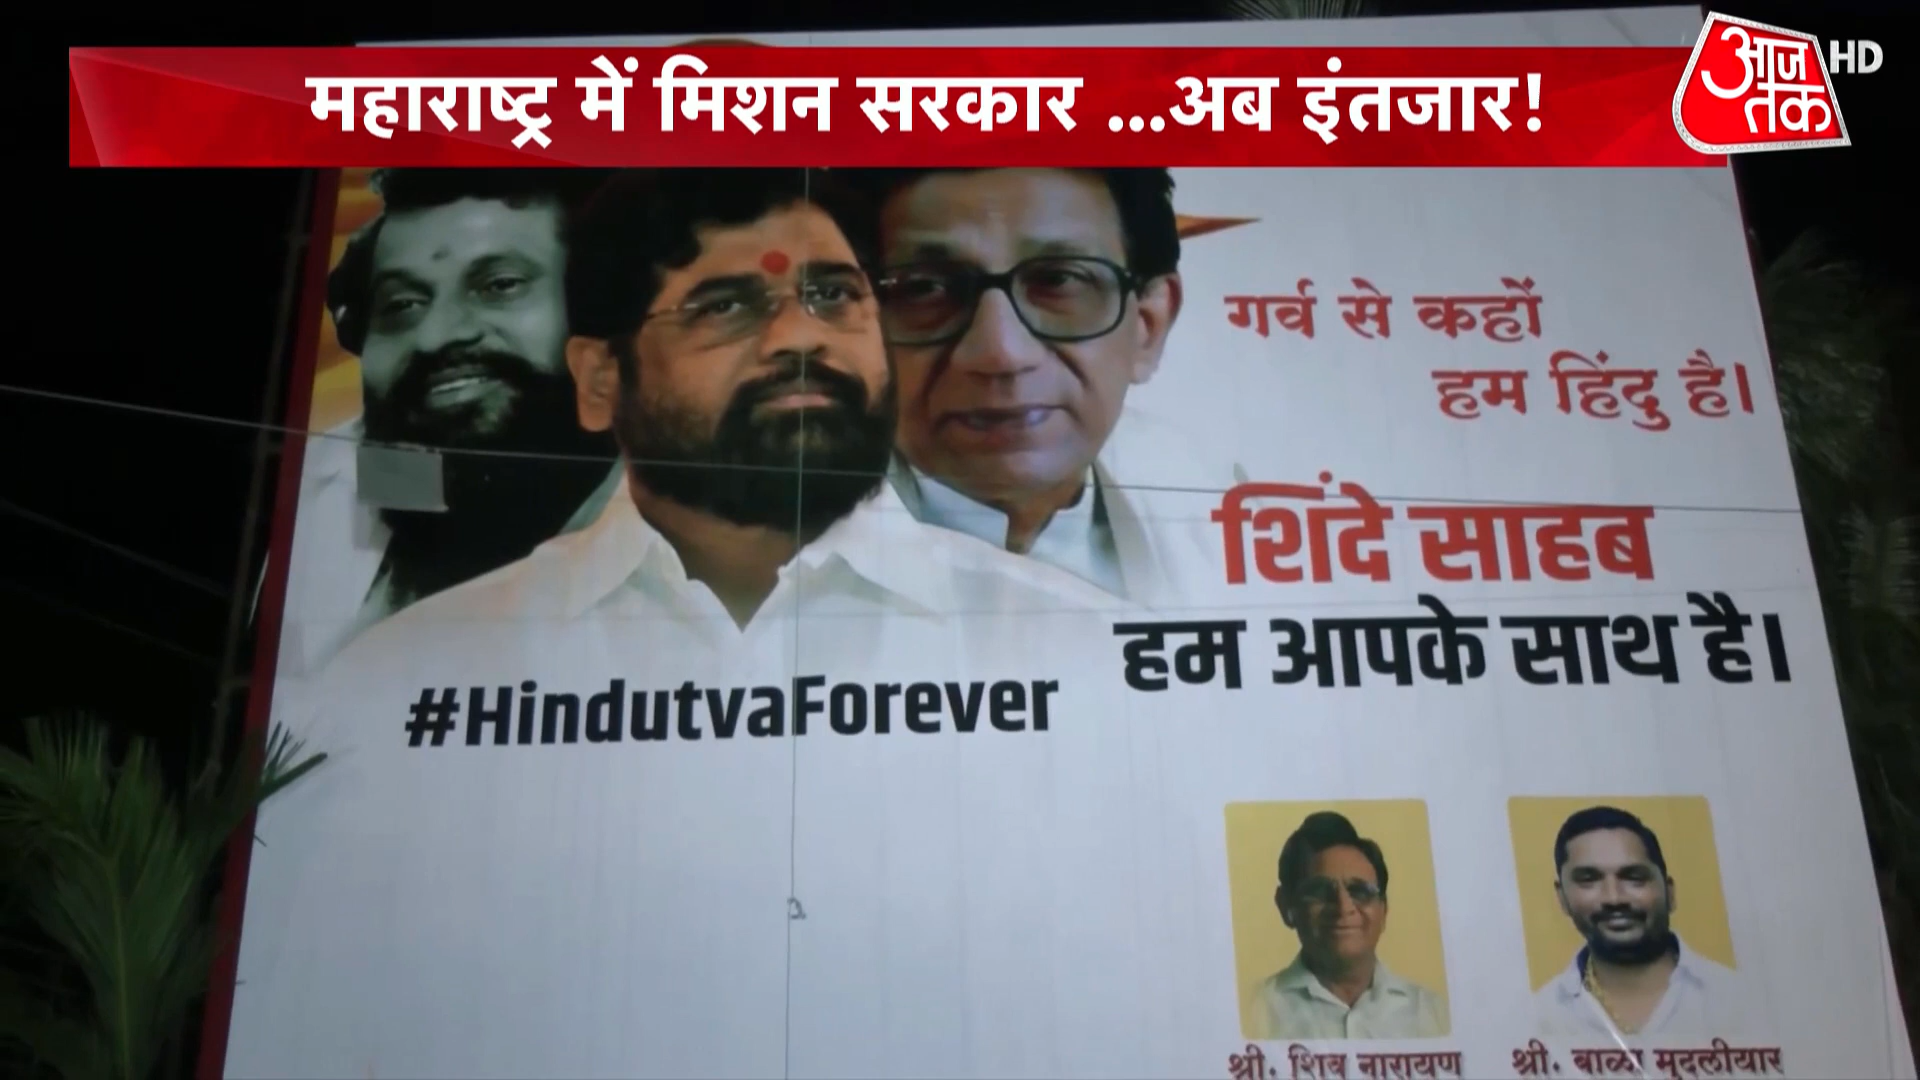 महाराष्ट्र में मिशन सरकार ...अब इंतजार!
आज तक HD
गर्व से कहों
हम हिंदु है।
शिंदे साहब
हम आपके साथ है।
#HindutvaForever
श्री. शिव नारायण
श्री. बाळा मुदलीयार